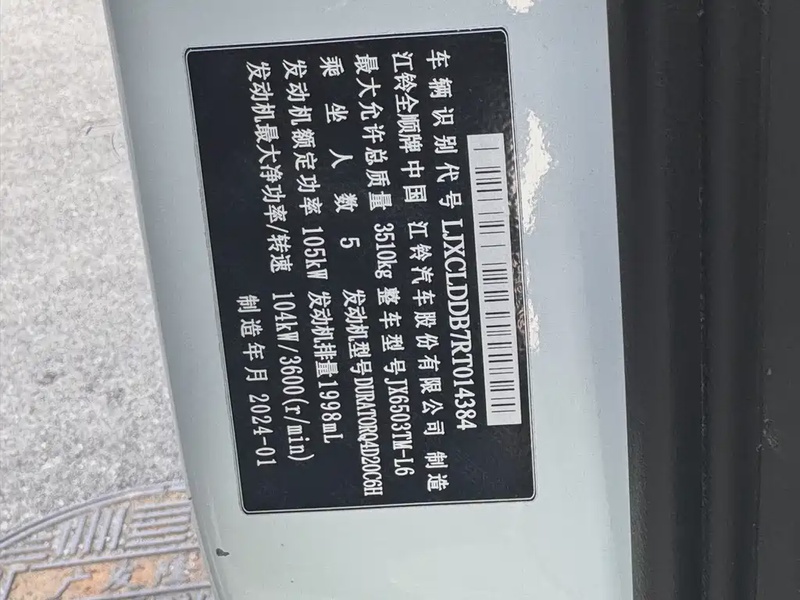 车辆识别代号 LJXCLDDB7RT014384
江铃全顺牌 中国 江铃汽车股份有限公司 制造
最大允许总质量 3510kg 整车型号 JX6503TM-L6
乘坐人数 5 发动机型号 DURATORQ4D20C6H
发动机额定功率 105kW 发动机排量 1998mL
发动机最大净功率/转速 104kW/3600(r/min)
制造年月 2024-01